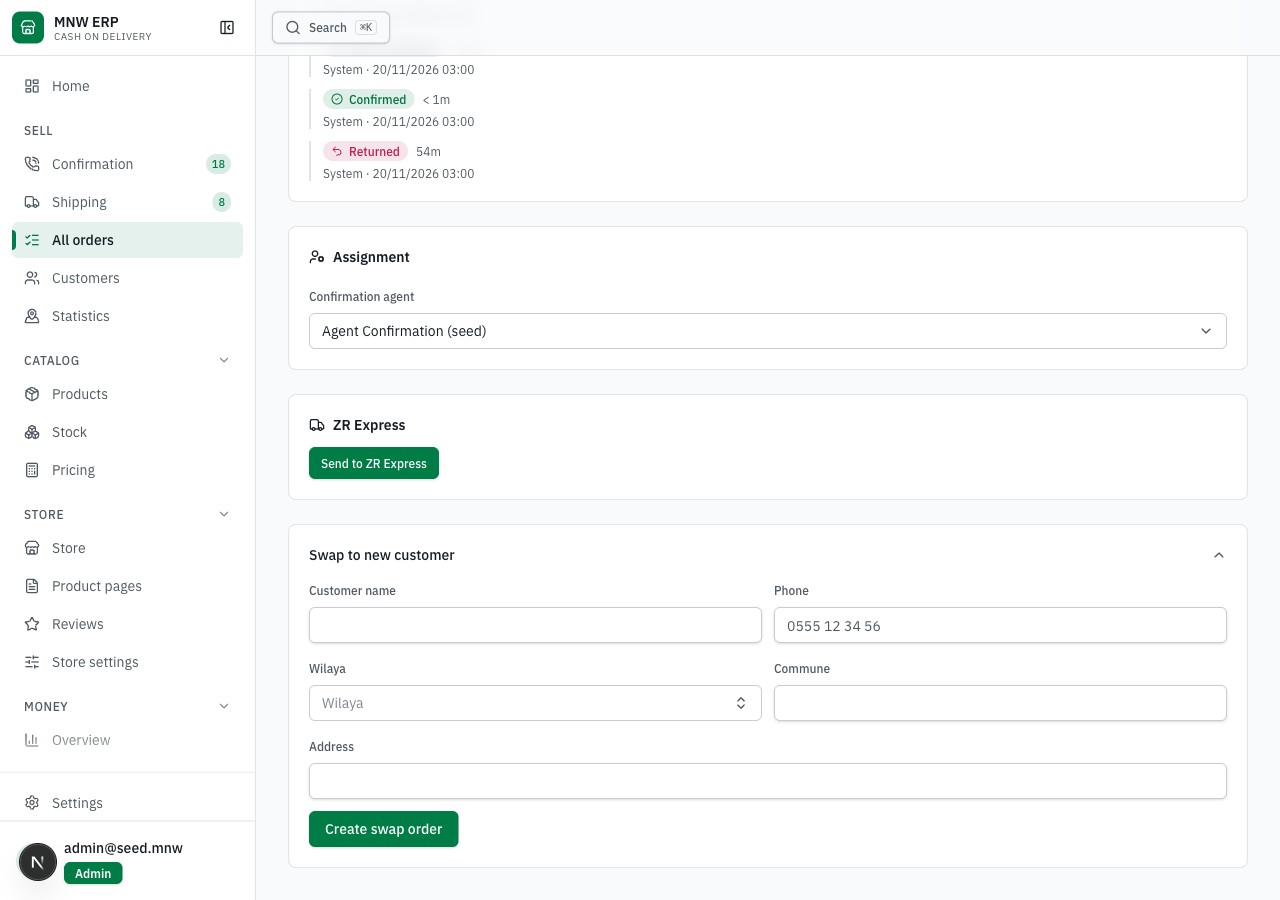 MNW ERP
CASH ON DELIVERY
Search ⌘K
Home
SELL
Confirmation 18
Shipping 8
All orders
Customers
Statistics
CATALOG
Products
Stock
Pricing
STORE
Store
Product pages
Reviews
Store settings
MONEY
Overview
Settings
N
admin@seed.mnw
Admin
System · 20/11/2026 03:00
Confirmed < 1m
System · 20/11/2026 03:00
Returned 54m
System · 20/11/2026 03:00
Assignment
Confirmation agent
Agent Confirmation (seed)
ZR Express
Send to ZR Express
Swap to new customer
Customer name
Phone
0555 12 34 56
Wilaya
Commune
Wilaya
Address
Create swap order